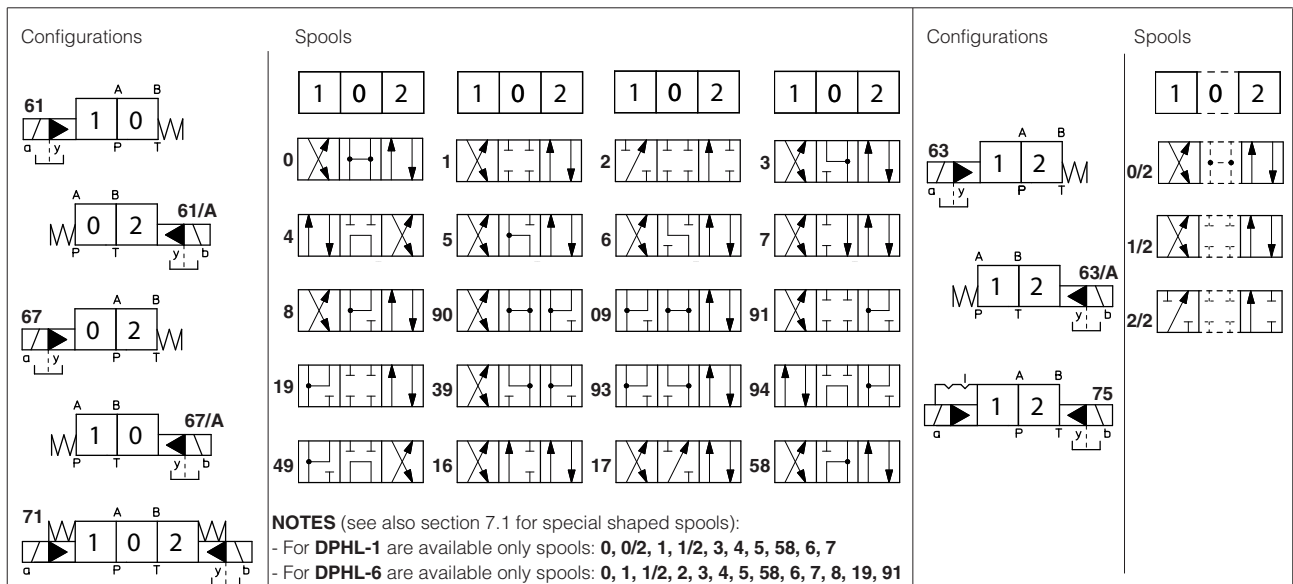 Configurations
Spools
Configurations
Spools
61
A B
1 0
a y P T
A B
61/A
0 2
P T y b
67
A B
0 2
a y P T
A B
67/A
1 0
P T y b
71
A B
1 0 2
a P T y b
1 0 2
1 0 2
1 0 2
1 0 2
0
1
2
3
4
5
6
7
8
90
09
91
19
39
93
94
49
16
17
58
NOTES (see also section 7.1 for special shaped spools):
- For DPHL-1 are available only spools: 0, 0/2, 1, 1/2, 3, 4, 5, 58, 6, 7
- For DPHL-6 are available only spools: 0, 1, 1/2, 2, 3, 4, 5, 58, 6, 7, 8, 19, 91
63
A B
1 2
a y P T
A B
63/A
1 2
P T y b
75
A B
1 2
a P T y b
1 0 2
0/2
1/2
2/2